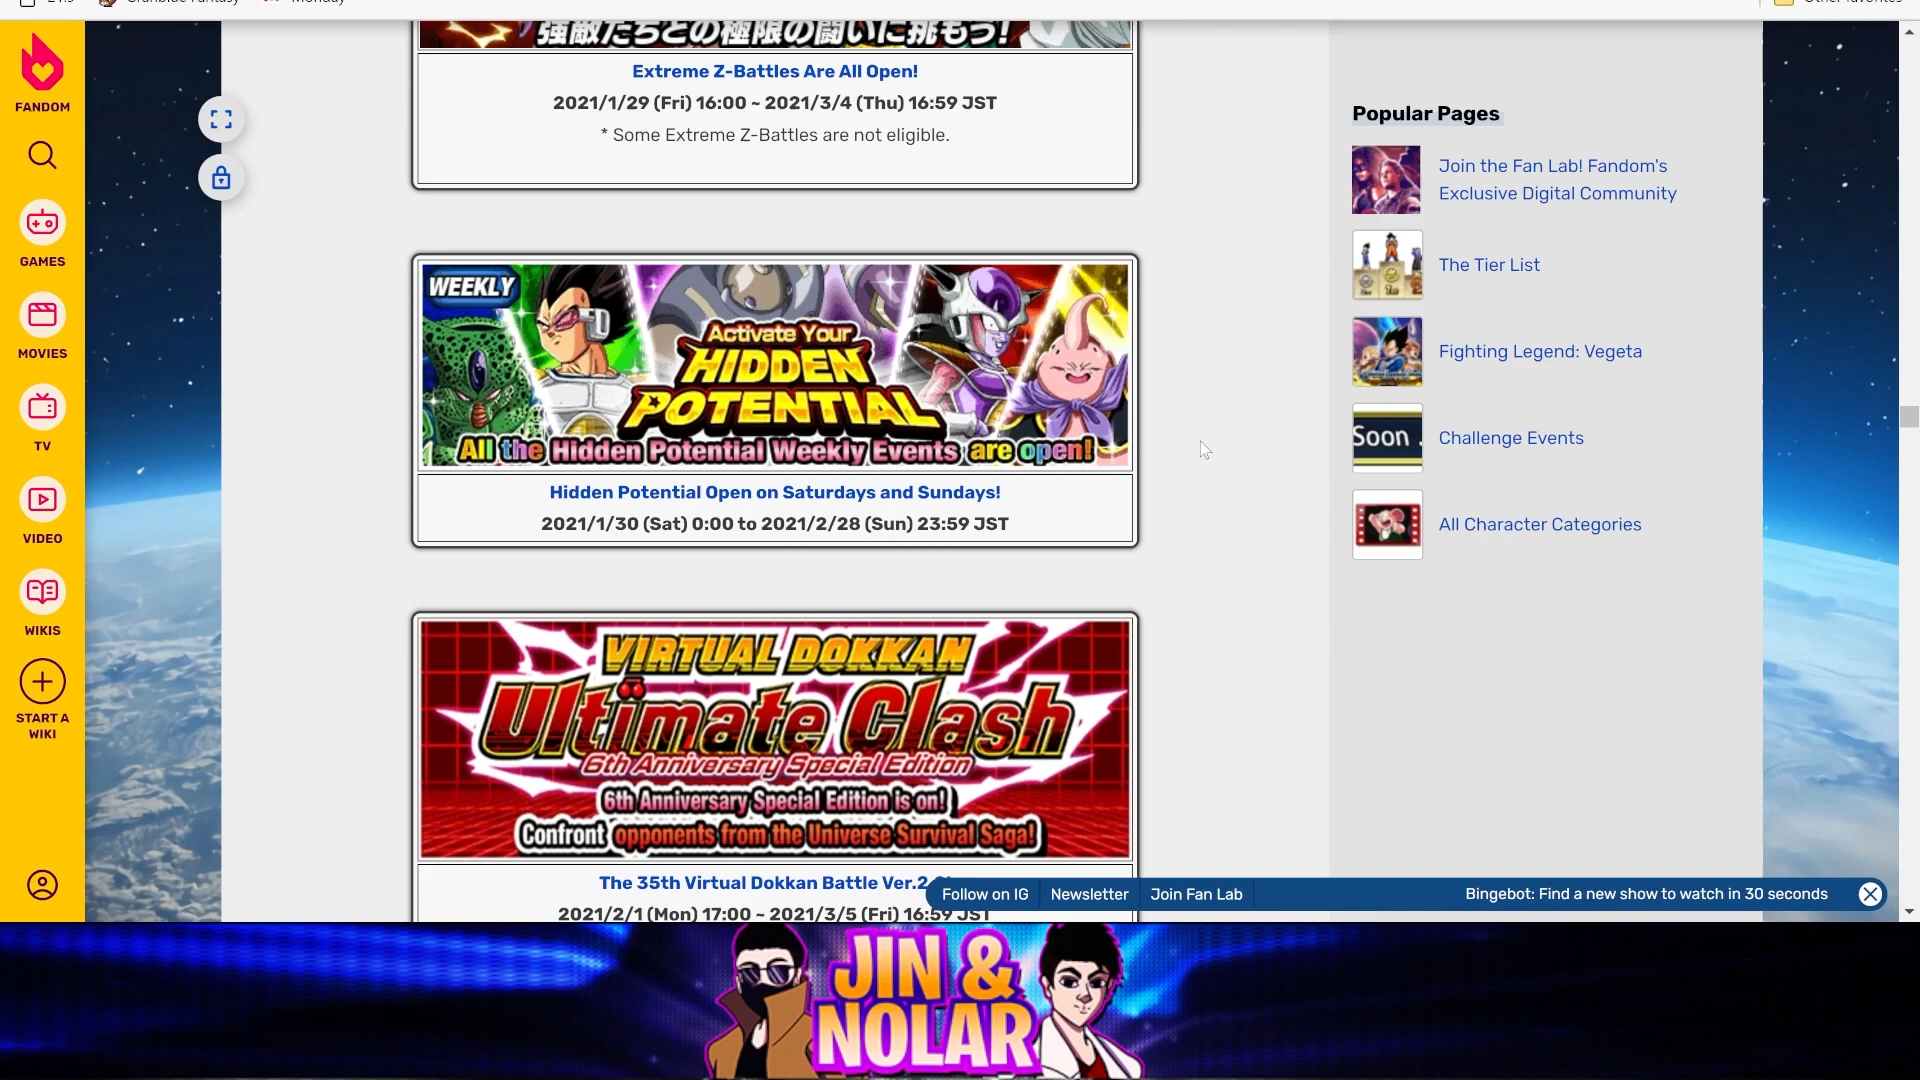 Granblue Fantasy
Monday
Other favorites
FANDOM
GAMES
MOVIES
TV
VIDEO
WIKIS
START A
WIKI
強敵たちとの極限の闘いに挑もう!
Extreme Z-Battles Are All Open!
2021/1/29 (Fri) 16:00 ~ 2021/3/4 (Thu) 16:59 JST
* Some Extreme Z-Battles are not eligible.
WEEKLY
Activate Your
HIDDEN
POTENTIAL
All the Hidden Potential Weekly Events are open!
Hidden Potential Open on Saturdays and Sundays!
2021/1/30 (Sat) 0:00 to 2021/2/28 (Sun) 23:59 JST
VIRTUAL DOKKAN
Ultimate Clash
6th Anniversary Special Edition
6th Anniversary Special Edition is on!
Confront opponents from the Universe Survival Saga!
The 35th Virtual Dokkan Battle Ver.2
2021/2/1 (Mon) 17:00 ~ 2021/3/5 (Fri) 16:59 JST
Popular Pages
Join the Fan Lab! Fandom's
Exclusive Digital Community
The Tier List
Fighting Legend: Vegeta
Soon .
Challenge Events
All Character Categories
Follow on IG
Newsletter
Join Fan Lab
Bingebot: Find a new show to watch in 30 seconds
JIN &
NOLAR